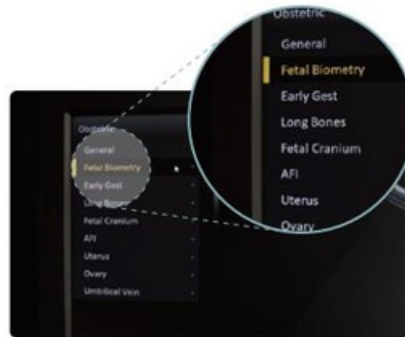 Obstetric
General
Fetal Biometry
Early Gest
Long Bones
Fetal Cranium
AFI
Uterus
Ovary
Umbilical Vein
Obstetric
General
Fetal Biometry
Early Gest
Long Bones
Fetal Cranium
AFI
Uterus
Ovary